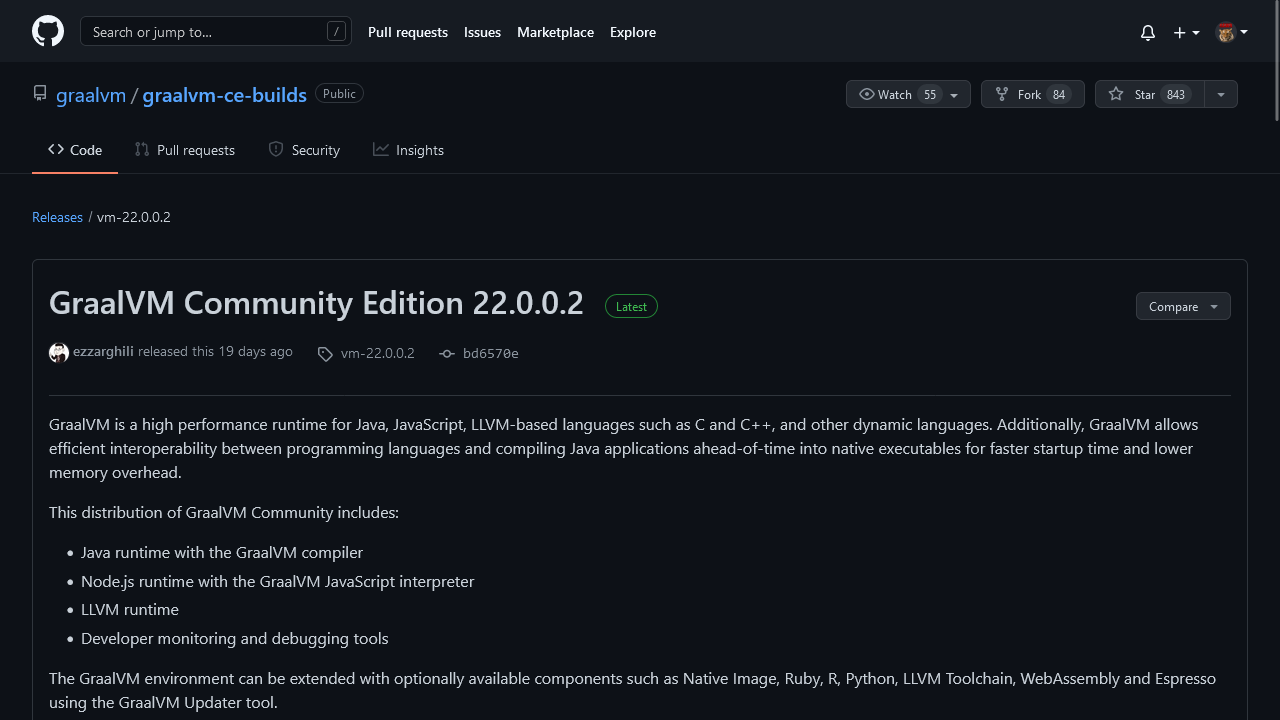 Search or jump to... /
Pull requests Issues Marketplace Explore
graalvm / graalvm-ce-builds Public
Watch 55 Fork 84 Star 843
Code Pull requests Security Insights
Releases / vm-22.0.0.2
GraalVM Community Edition 22.0.0.2 Latest Compare
ezzarghili released this 19 days ago vm-22.0.0.2 bd6570e
GraalVM is a high performance runtime for Java, JavaScript, LLVM-based languages such as C and C++, and other dynamic languages. Additionally, GraalVM allows
efficient interoperability between programming languages and compiling Java applications ahead-of-time into native executables for faster startup time and lower
memory overhead.
This distribution of GraalVM Community includes:
• Java runtime with the GraalVM compiler
• Node.js runtime with the GraalVM JavaScript interpreter
• LLVM runtime
• Developer monitoring and debugging tools
The GraalVM environment can be extended with optionally available components such as Native Image, Ruby, R, Python, LLVM Toolchain, WebAssembly and Espresso
using the GraalVM Updater tool.